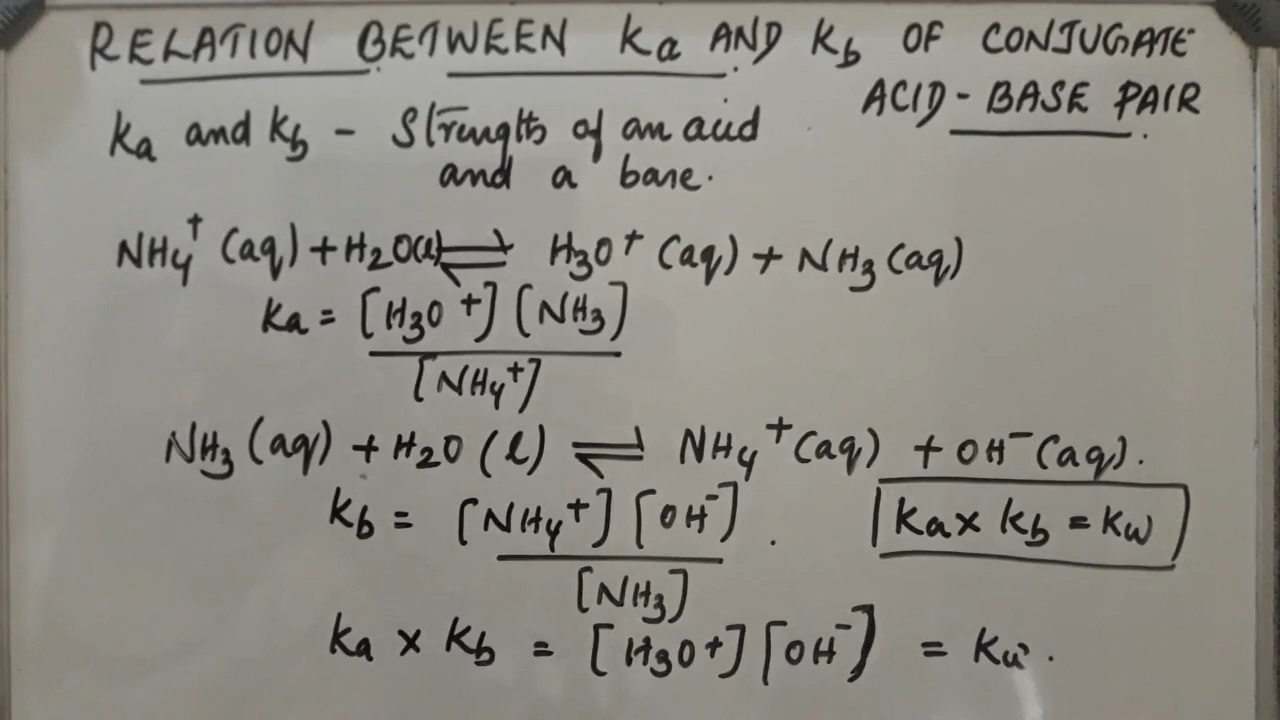 RELATION BETWEEN Ka AND Kb OF CONJUGATE
ACID-BASE PAIR
Ka and Kb - Strength of an acid
and a base.
NH4+ (aq) + H2O(l) ⇌ H3O+ (aq) + NH3 (aq)
Ka = [H3O+] [NH3]
[NH4+]
NH3 (aq) + H2O (l) ⇌ NH4+ (aq) + OH- (aq).
Kb = [NH4+] [OH-] .
Ka x Kb = Kw
[NH3]
Ka x Kb = [H3O+] [OH-] = Kw.